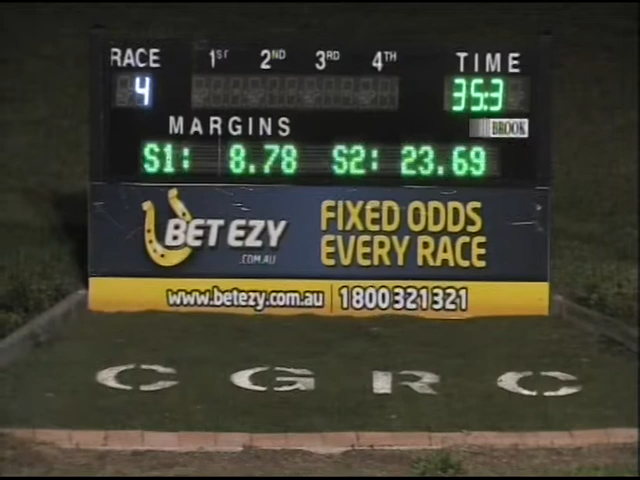 RACE 1ST 2ND 3RD 4TH TIME
4 35:3
MARGINS BROOK
S1: 8.78 S2: 23.69
BET EZY
.COM.AU
FIXED ODDS
EVERY RACE
www.betezy.com.au 1800 321 321
CGRC